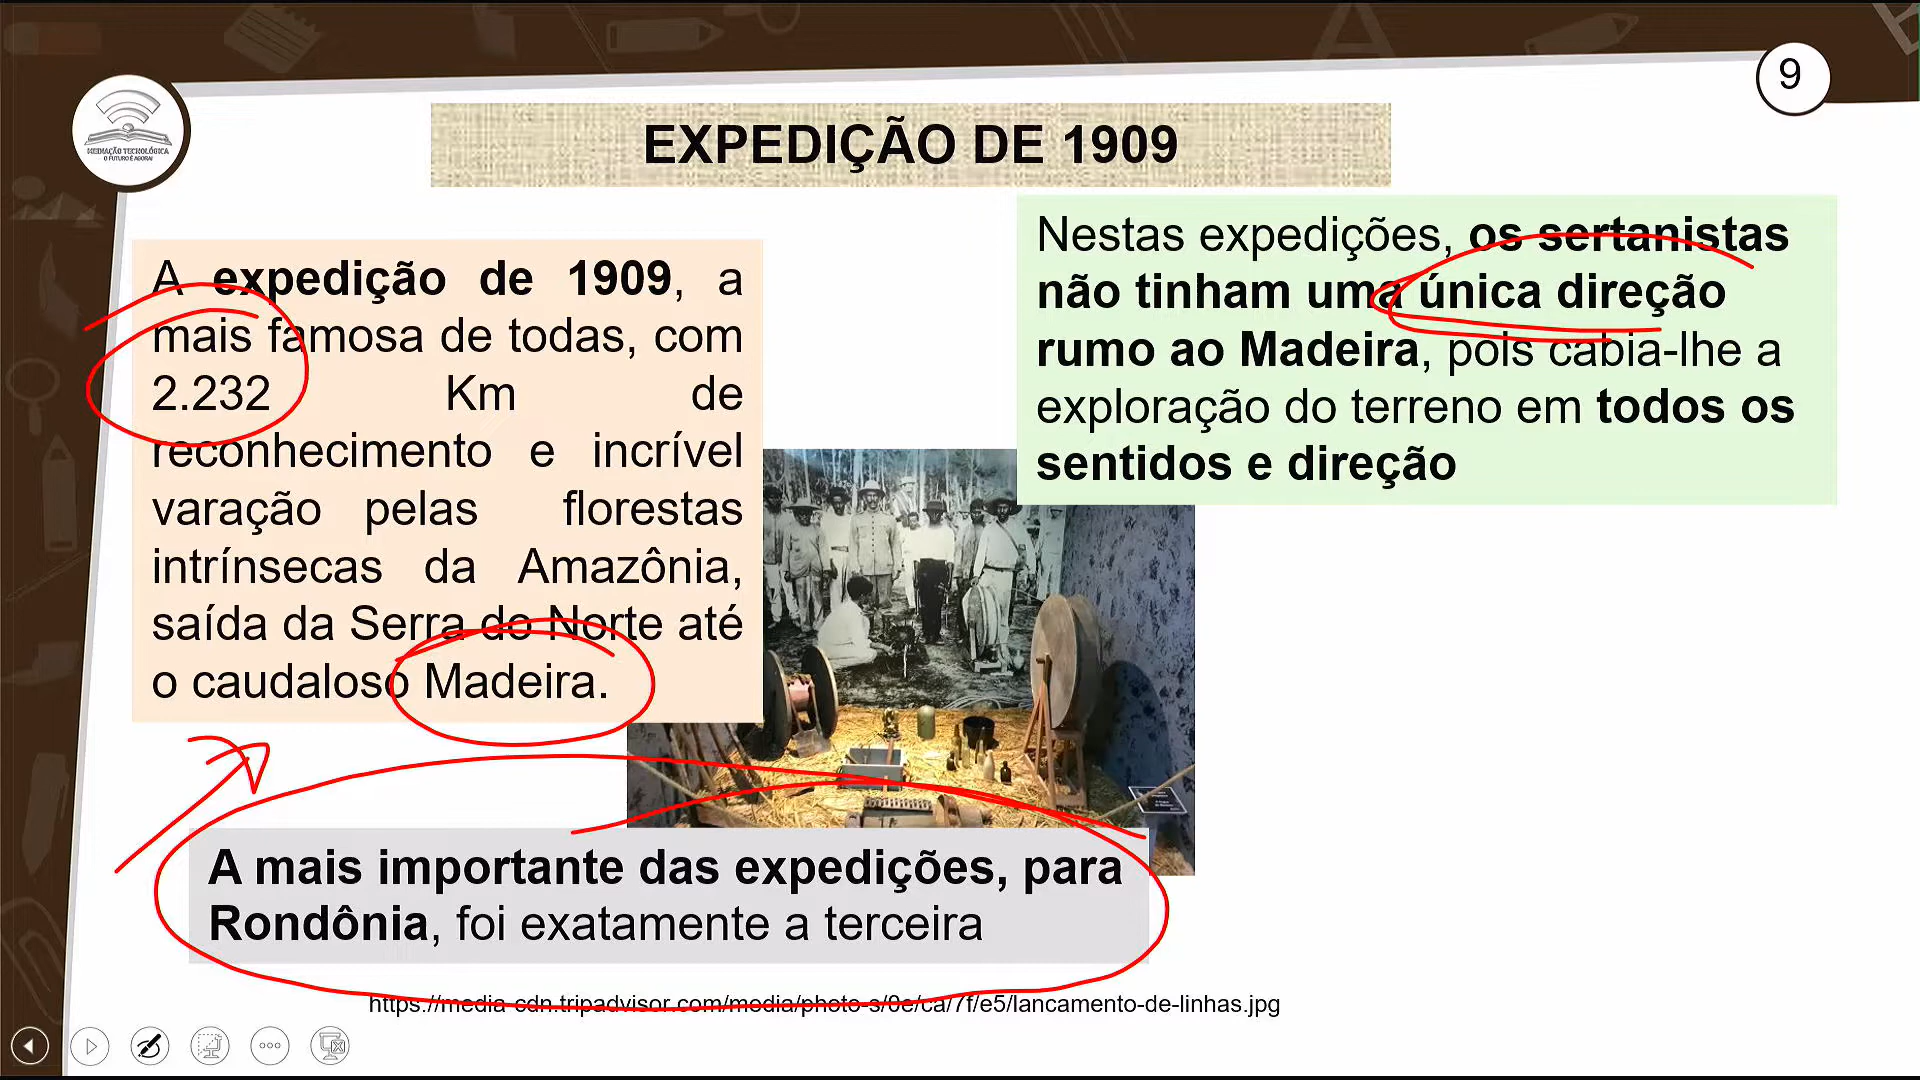 9
MEDIAÇÃO TECNOLÓGICA
O FUTURO É AGORA!
EXPEDIÇÃO DE 1909
A expedição de 1909, a
mais famosa de todas, com
2.232 Km de
reconhecimento e incrível
varação pelas florestas
intrínsecas da Amazônia,
saída da Serra do Norte até
o caudaloso Madeira.
Nestas expedições, os sertanistas
não tinham uma única direção
rumo ao Madeira, pois cabia-lhe a
exploração do terreno em todos os
sentidos e direção
A mais importante das expedições, para
Rondônia, foi exatamente a terceira
https://media-cdn.tripadvisor.com/media/photo-s/0e/ca/7f/e5/lancamento-de-linhas.jpg